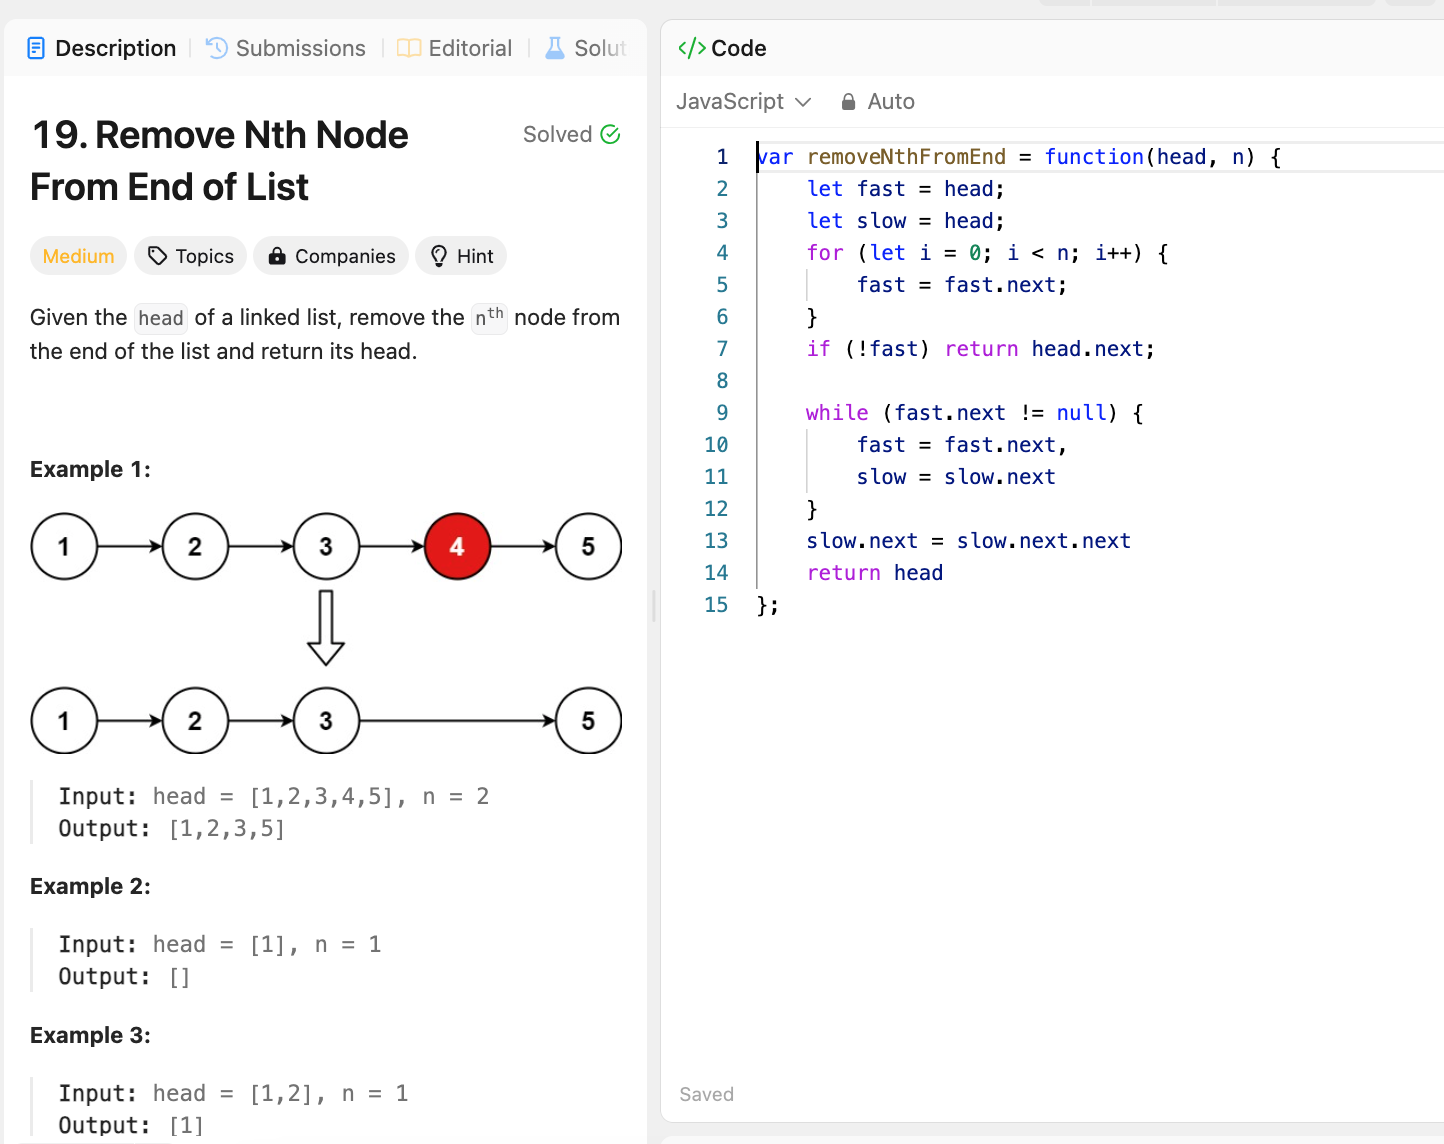 Description
Submissions
Editorial
Solut
19. Remove Nth Node
From End of List
Solved
Medium
Topics
Companies
Hint
Given the head of a linked list, remove the nth node from
the end of the list and return its head.
Example 1:
1 2 3 4 5
1 2 3 5
Input: head = [1,2,3,4,5], n = 2
Output: [1,2,3,5]
Example 2:
Input: head = [1], n = 1
Output: []
Example 3:
Input: head = [1,2], n = 1
Output: [1]
</> Code
JavaScript
Auto
1 var removeNthFromEnd = function(head, n) {
2     let fast = head;
3     let slow = head;
4     for (let i = 0; i < n; i++) {
5         fast = fast.next;
6     }
7     if (!fast) return head.next;
8
9     while (fast.next != null) {
10         fast = fast.next,
11         slow = slow.next
12     }
13     slow.next = slow.next.next
14     return head
15 };
Saved